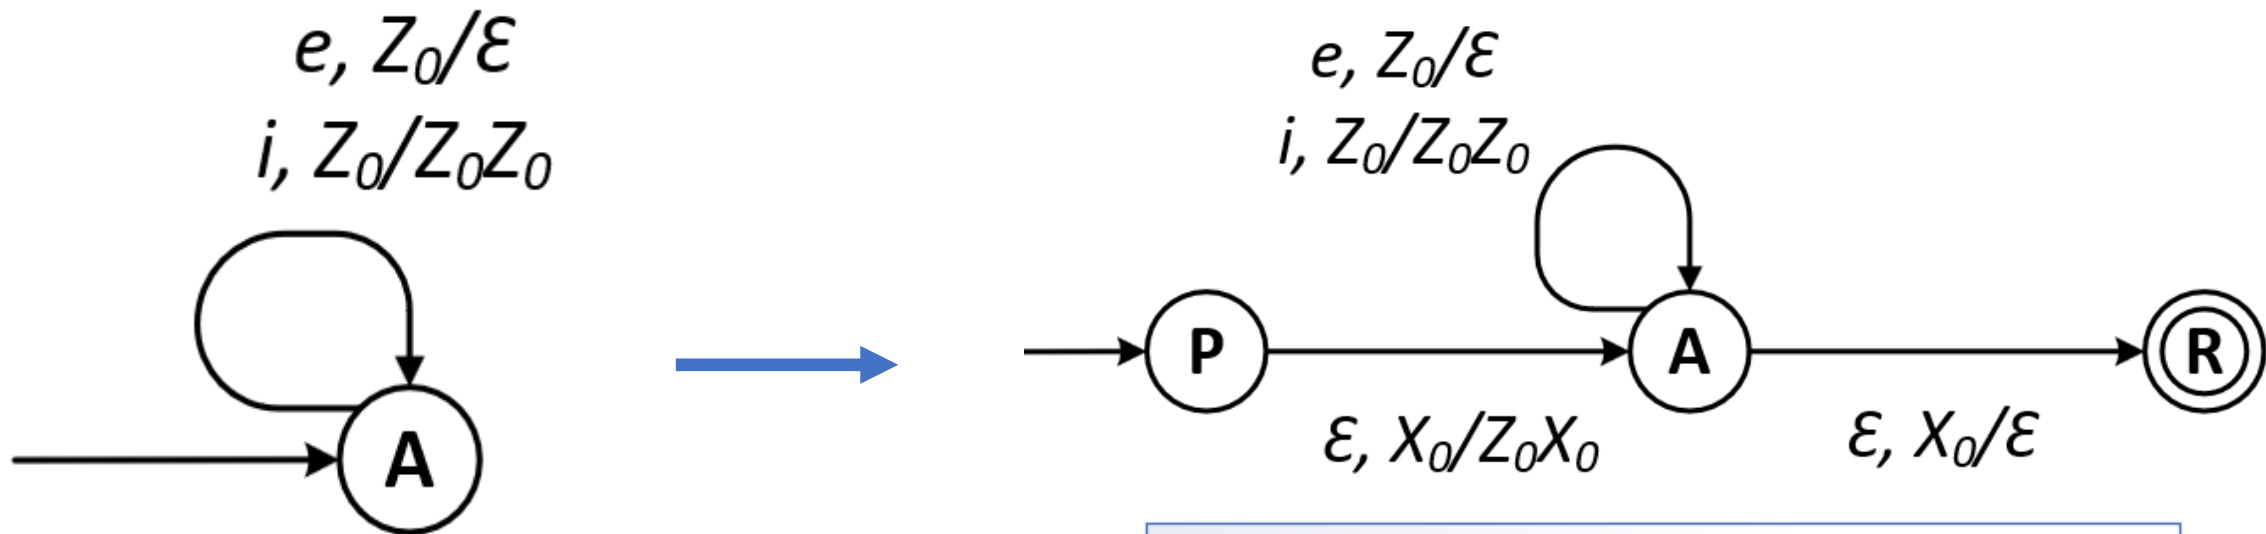 e, Z₀/Ɛ
i, Z₀/Z₀Z₀
A
e, Z₀/Ɛ
i, Z₀/Z₀Z₀
P
A
R
Ɛ, X₀/Z₀X₀
Ɛ, X₀/Ɛ